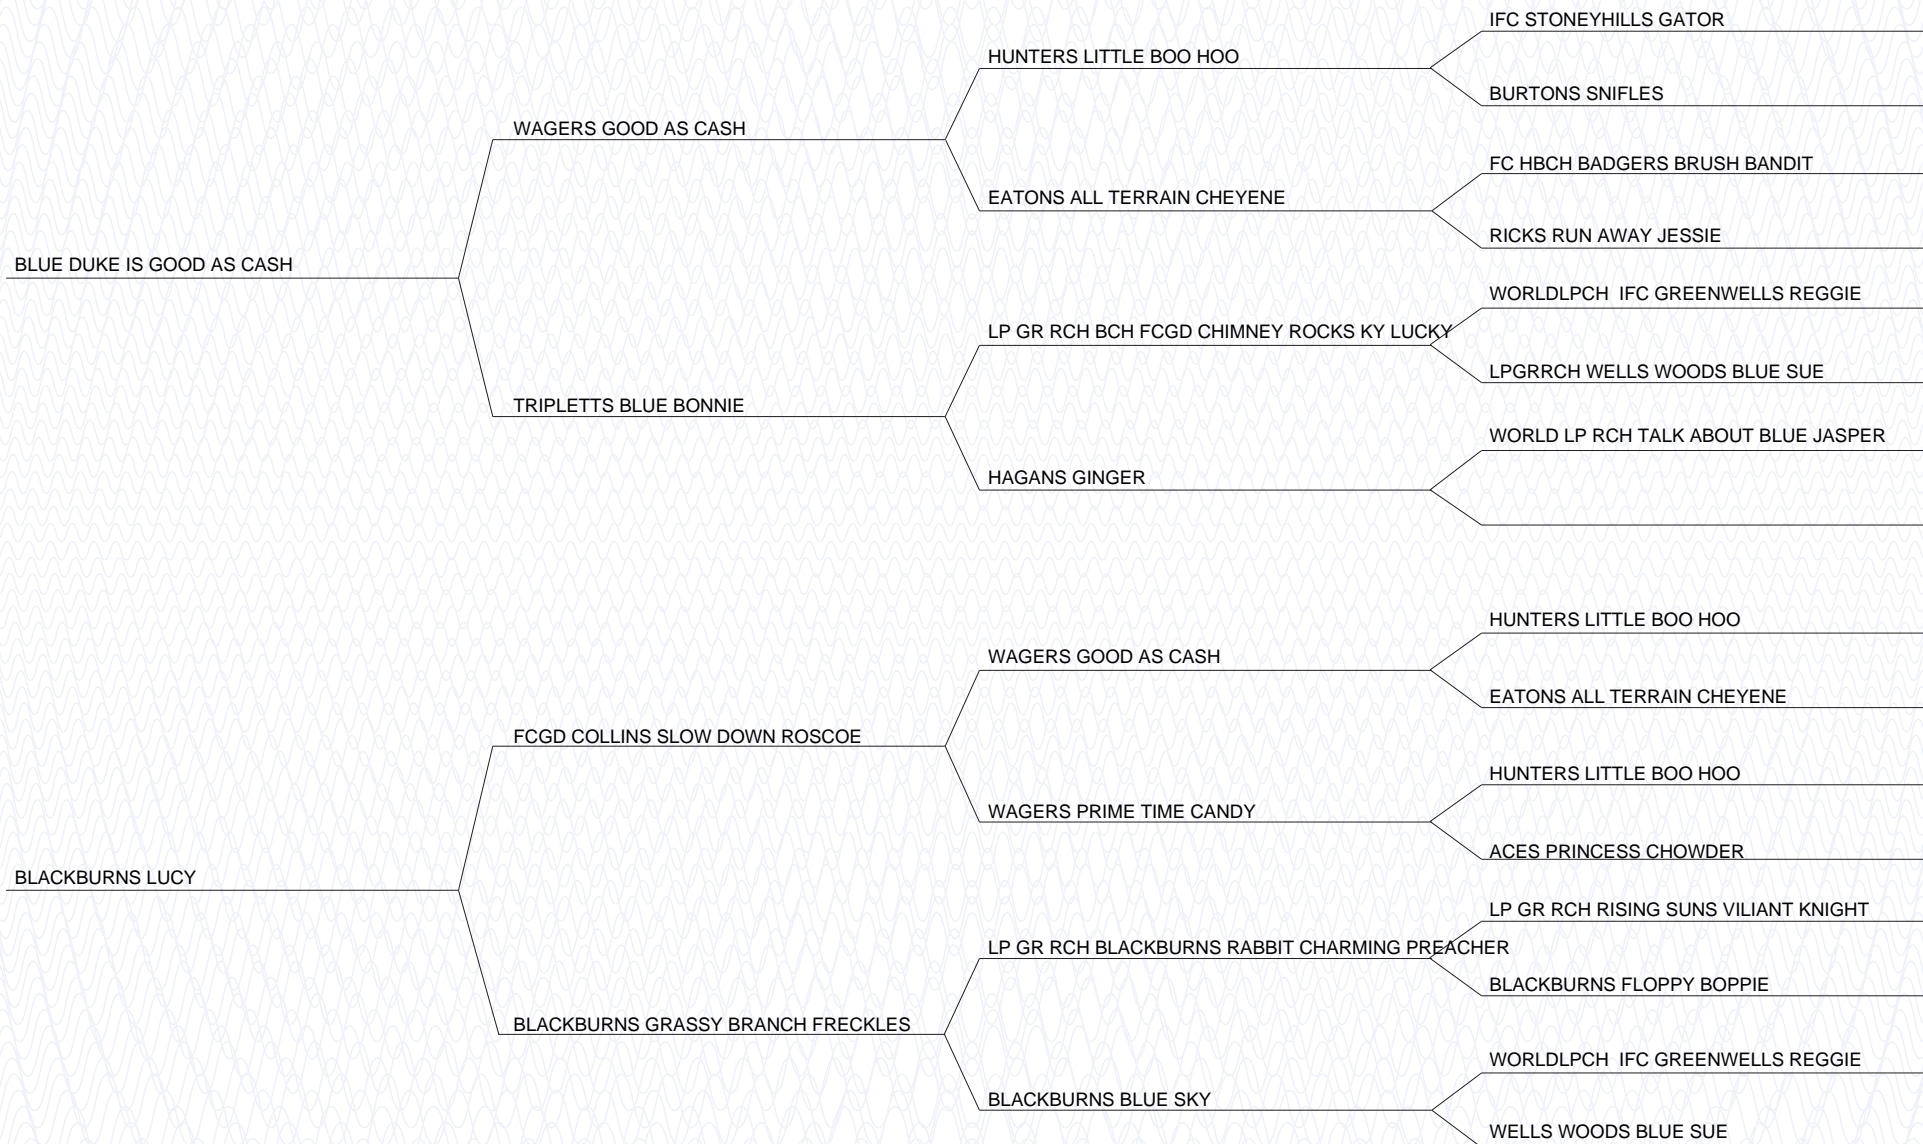 IFC STONEYHILLS GATOR
HUNTERS LITTLE BOO HOO
BURTONS SNIFLES
WAGERS GOOD AS CASH
FC HBCH BADGERS BRUSH BANDIT
EATONS ALL TERRAIN CHEYENE
RICKS RUN AWAY JESSIE
BLUE DUKE IS GOOD AS CASH
WORLDLPCH  IFC GREENWELLS REGGIE
LP GR RCH BCH FCGD CHIMNEY ROCKS KY LUCKY
LPGRRCH WELLS WOODS BLUE SUE
TRIPLETTS BLUE BONNIE
WORLD LP RCH TALK ABOUT BLUE JASPER
HAGANS GINGER
HUNTERS LITTLE BOO HOO
WAGERS GOOD AS CASH
EATONS ALL TERRAIN CHEYENE
FCGD COLLINS SLOW DOWN ROSCOE
HUNTERS LITTLE BOO HOO
WAGERS PRIME TIME CANDY
ACES PRINCESS CHOWDER
BLACKBURNS LUCY
LP GR RCH RISING SUNS VILIANT KNIGHT
LP GR RCH BLACKBURNS RABBIT CHARMING PREACHER
BLACKBURNS FLOPPY BOPPIE
BLACKBURNS GRASSY BRANCH FRECKLES
WORLDLPCH  IFC GREENWELLS REGGIE
BLACKBURNS BLUE SKY
WELLS WOODS BLUE SUE